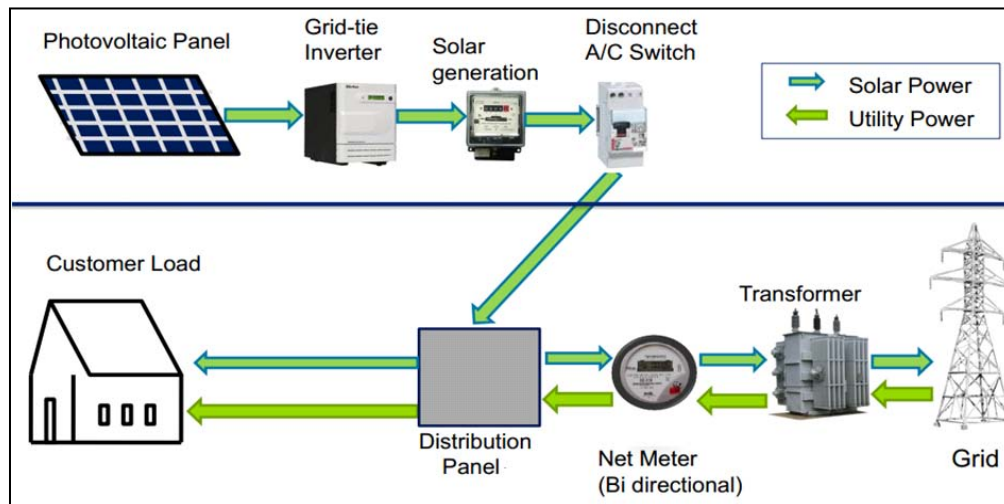 Photovoltaic Panel
Grid-tie
Inverter
Solar
generation
Disconnect
A/C Switch
Solar Power
Utility Power
Customer Load
Distribution
Panel
Net Meter
(Bi directional)
Transformer
Grid